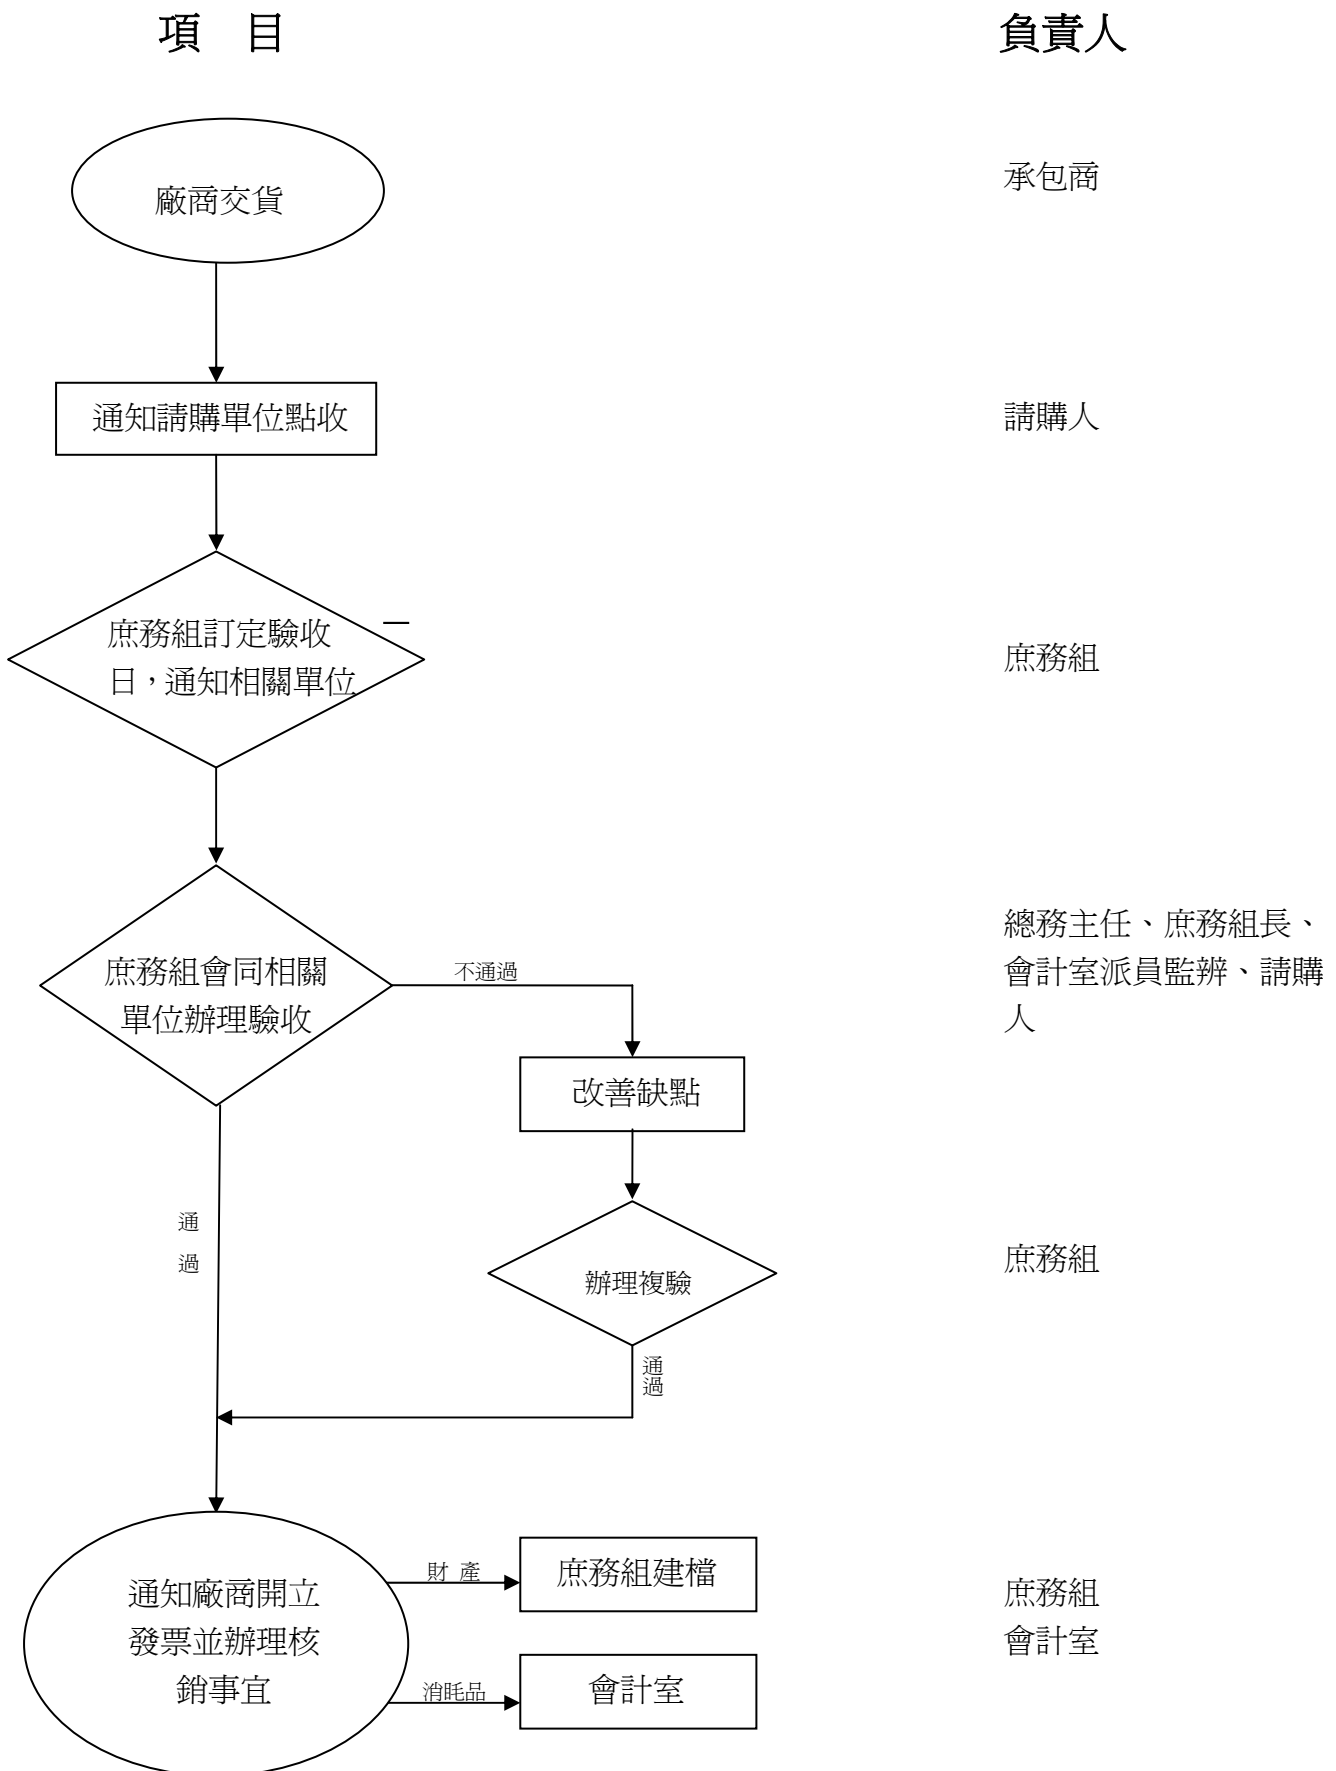 項 目
負責人
廠商交貨
承包商
通知請購單位點收
請購人
庶務組訂定驗收
日，通知相關單位
庶務組
庶務組會同相關
單位辦理驗收
不通過
總務主任、庶務組長、
會計室派員監辨、請購
人
改善缺點
通
過
辦理複驗
庶務組
通
過
通知廠商開立
發票並辦理核
銷事宜
財 產
庶務組建檔
消耗品
會計室
庶務組
會計室